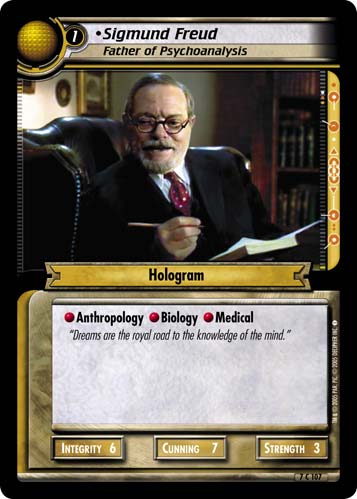 1
•Sigmund Freud
Father of Psychoanalysis
Hologram
Anthropology Biology Medical
"Dreams are the royal road to the knowledge of the mind."
INTEGRITY 6 CUNNING 7 STRENGTH 3
7 C 107